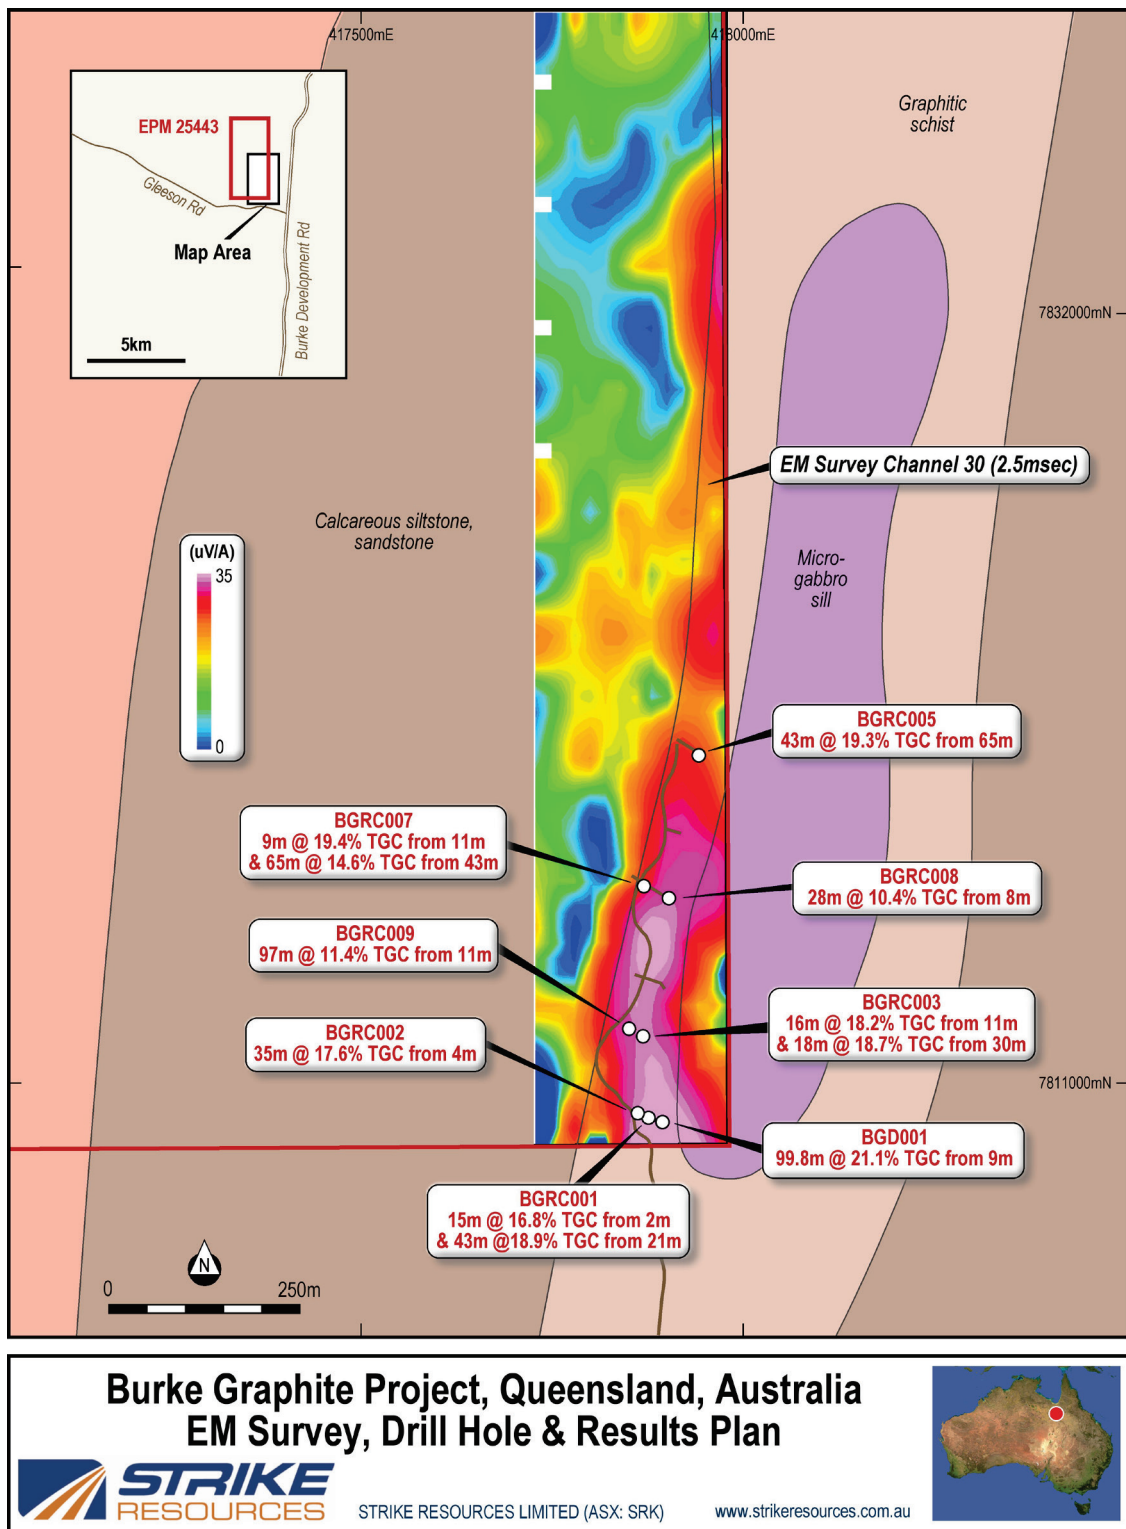 417500mE
418000mE
EPM 25443
Gleeson Rd
Map Area
Burke Development Rd
5km
Graphitic
schist
7832000mN
EM Survey Channel 30 (2.5msec)
Calcareous siltstone,
sandstone
(uV/A)
35
0
Micro-
gabbro
sill
BGRC005
43m @ 19.3% TGC from 65m
BGRC007
9m @ 19.4% TGC from 11m
& 65m @ 14.6% TGC from 43m
BGRC008
28m @ 10.4% TGC from 8m
BGRC009
97m @ 11.4% TGC from 11m
BGRC003
16m @ 18.2% TGC from 11m
& 18m @ 18.7% TGC from 30m
BGRC002
35m @ 17.6% TGC from 4m
7811000mN
BGD001
99.8m @ 21.1% TGC from 9m
BGRC001
15m @ 16.8% TGC from 2m
& 43m @18.9% TGC from 21m
N
0 250m
Burke Graphite Project, Queensland, Australia
EM Survey, Drill Hole & Results Plan
STRIKE
RESOURCES
STRIKE RESOURCES LIMITED (ASX: SRK)
www.strikeresources.com.au